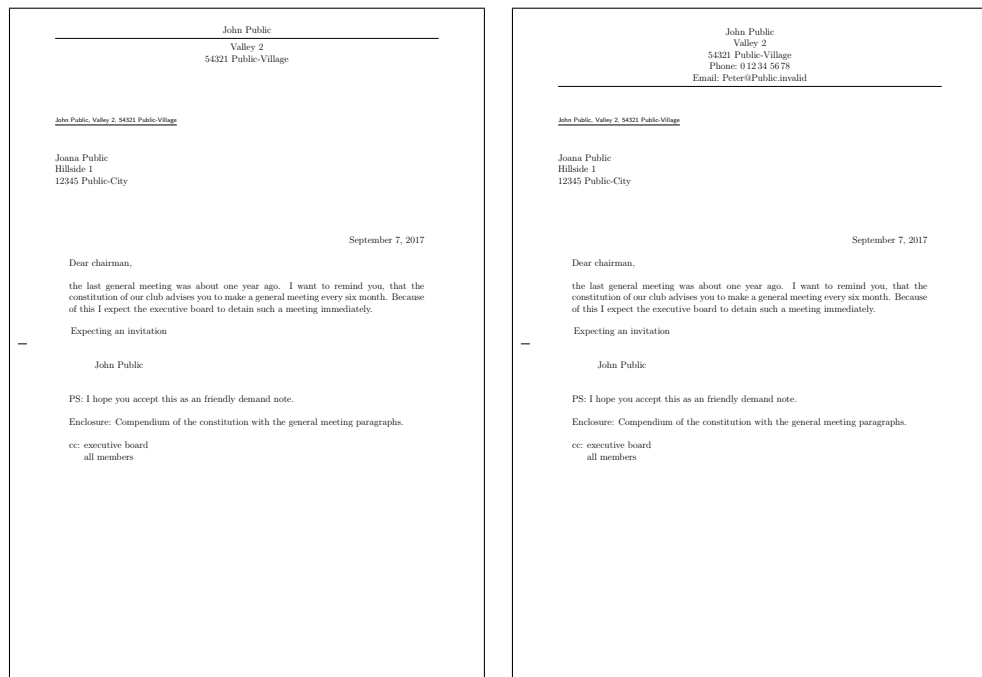 John Public
Valley 2
54321 Public-Village
John Public, Valley 2, 54321 Public-Village
Joana Public
Hillside 1
12345 Public-City
September 7, 2017
Dear chairman,
the last general meeting was about one year ago. I want to remind you, that the
constitution of our club advises you to make a general meeting every six month. Because
of this I expect the executive board to detain such a meeting immediately.
Expecting an invitation
John Public
PS: I hope you accept this as an friendly demand note.
Enclosure: Compendium of the constitution with the general meeting paragraphs.
cc: executive board
all members
John Public
Valley 2
54321 Public-Village
Phone: 0 12 34 56 78
Email: Peter@Public.invalid
John Public, Valley 2, 54321 Public-Village
Joana Public
Hillside 1
12345 Public-City
September 7, 2017
Dear chairman,
the last general meeting was about one year ago. I want to remind you, that the
constitution of our club advises you to make a general meeting every six month. Because
of this I expect the executive board to detain such a meeting immediately.
Expecting an invitation
John Public
PS: I hope you accept this as an friendly demand note.
Enclosure: Compendium of the constitution with the general meeting paragraphs.
cc: executive board
all members